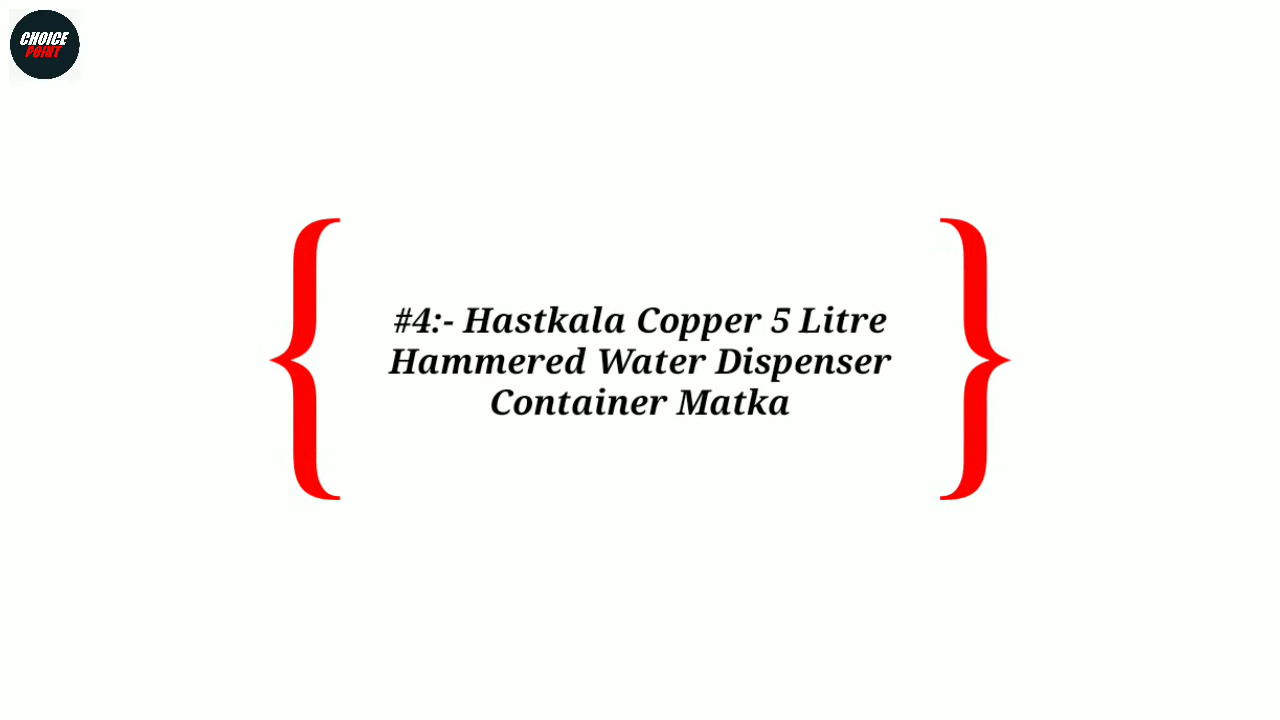 CHOICE
POINT
#4:- Hastkala Copper 5 Litre
Hammered Water Dispenser
Container Matka